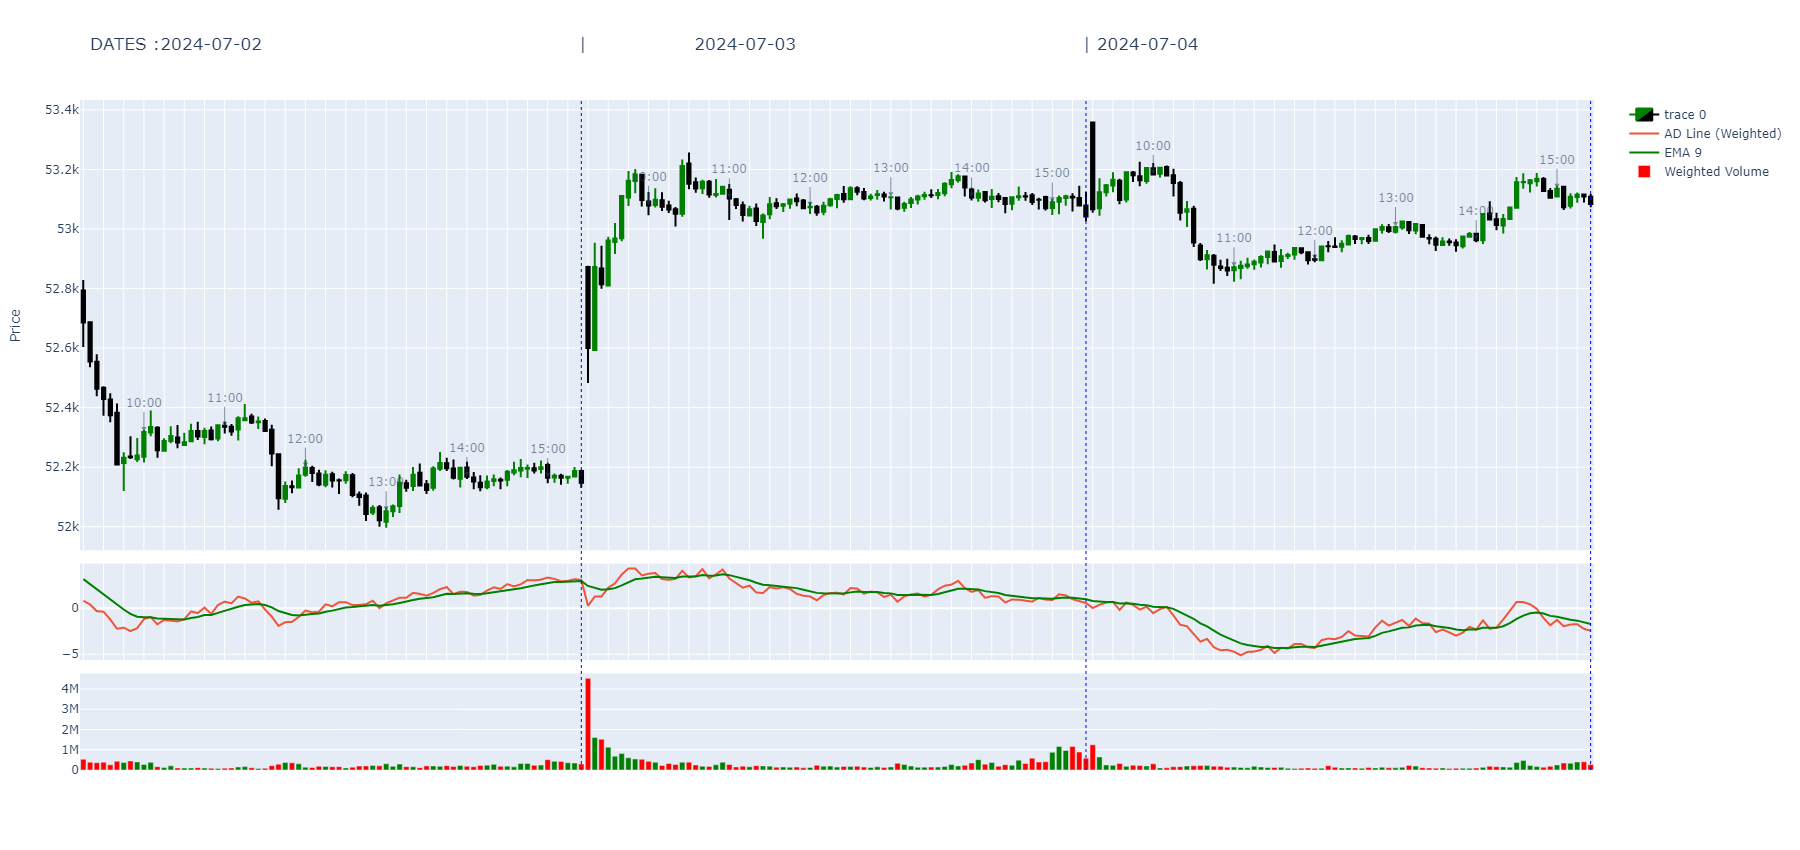 DATES :2024-07-02 | 2024-07-03 | 2024-07-04
53.4k
53.2k
53k
52.8k
52.6k
52.4k
52.2k
52k
Price
10:00
11:00
12:00
13:00
14:00
15:00
11:00
12:00
13:00
14:00
15:00
10:00
11:00
12:00
13:00
14:00
15:00
trace 0
AD Line (Weighted)
EMA 9
Weighted Volume
0
−5
4M
3M
2M
1M
0